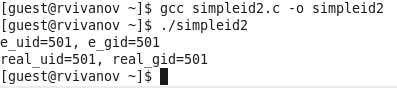 [guest@rvivanov ~]$ gcc simpleid2.c -o simpleid2
[guest@rvivanov ~]$ ./simpleid2
e_uid=501, e_gid=501
real_uid=501, real_gid=501
[guest@rvivanov ~]$